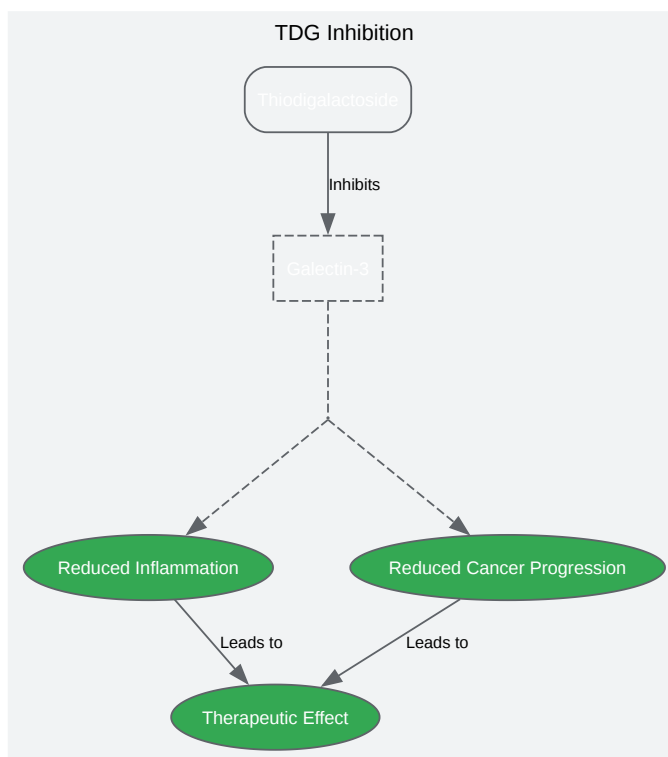 TDG Inhibition
Thiodigalactoside
Inhibits
Galectin-3
Reduced Inflammation
Reduced Cancer Progression
Leads to
Leads to
Therapeutic Effect